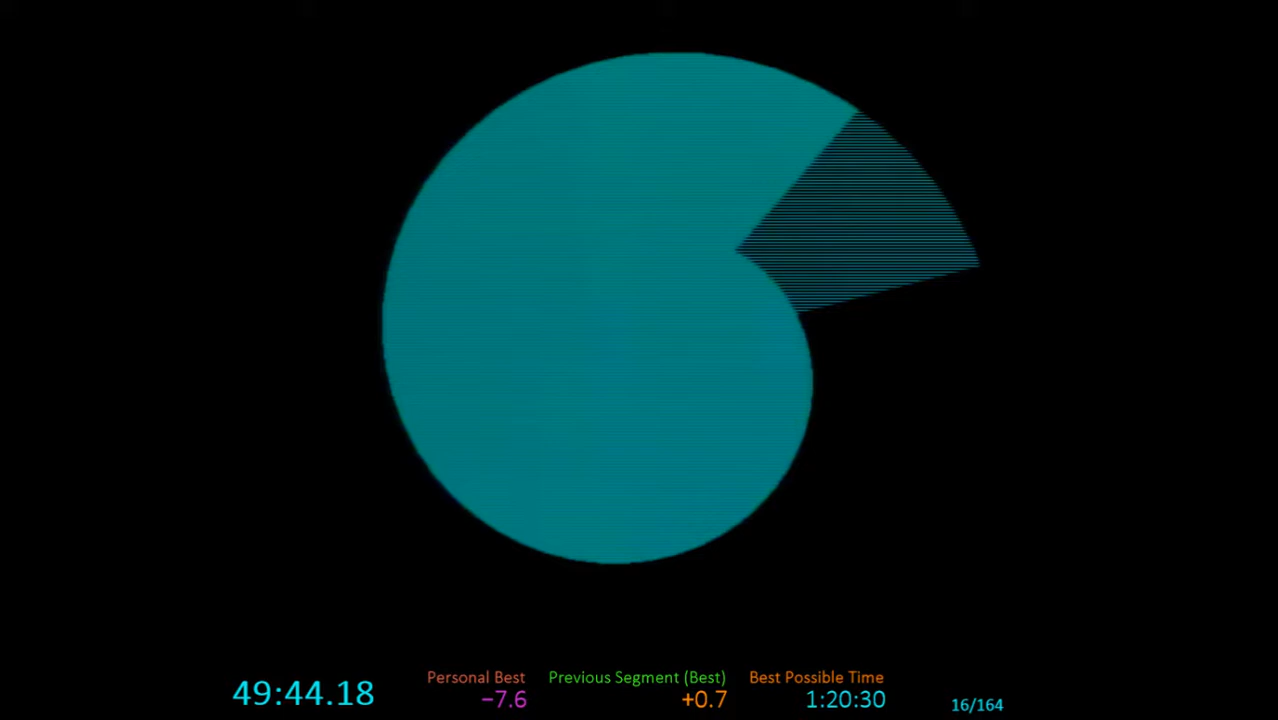 49:44.18
Personal Best
−7.6
Previous Segment (Best)
+0.7
Best Possible Time
1:20:30
16/164